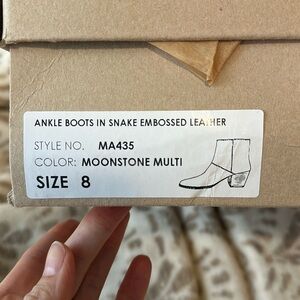 ANKLE BOOTS IN SNAKE EMBOSSED LEATHER
STYLE NO. MA435
COLOR: MOONSTONE MULTI
SIZE 8